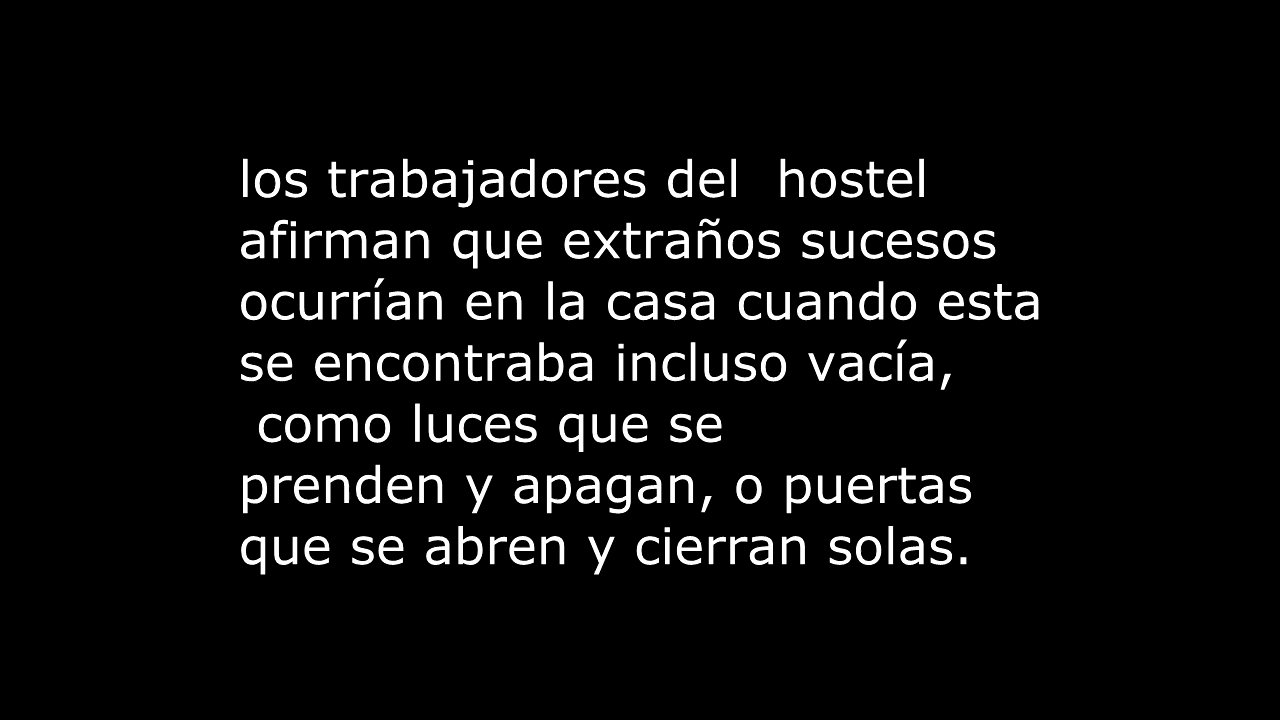 los trabajadores del  hostel
afirman que extraños sucesos
ocurrían en la casa cuando esta
se encontraba incluso vacía,
 como luces que se
prenden y apagan, o puertas
que se abren y cierran solas.